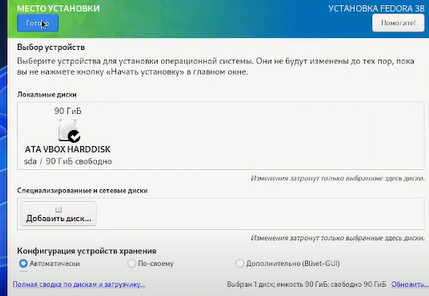 МЕСТО УСТАНОВКИ
УСТАНОВКА FEDORA 38
Готово
Помогите!
Выбор устройств
Выберите устройства для установки операционной системы. Они не будут изменены до тех пор, пока
вы не нажмете кнопку «Начать установку» в главном окне.
Локальные диски
90 ГиБ
ATA VBOX HARDDISK
sda / 90 ГиБ свободно
Изменения затронут только выбранные здесь диски.
Специализированные и сетевые диски
Добавить диск...
Изменения затронут только выбранные здесь диски.
Конфигурация устройств хранения
Автоматически
По-своему
Дополнительно (Blivet-GUI)
Полная сводка по дискам и загрузчику...
Выбран 1 диск; емкость 90 ГиБ; свободно 90 ГиБ
Обновить...